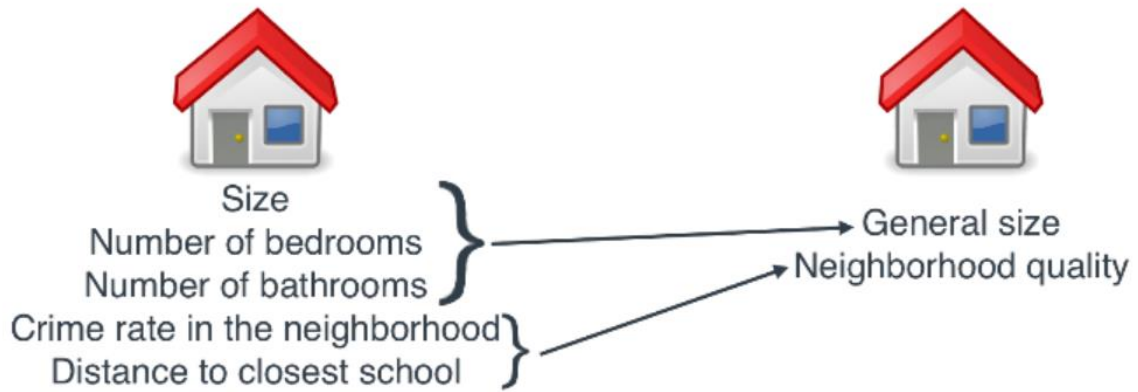 Size
Number of bedrooms
Number of bathrooms
Crime rate in the neighborhood
Distance to closest school
General size
Neighborhood quality